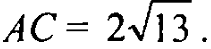 AC = 2√13 .